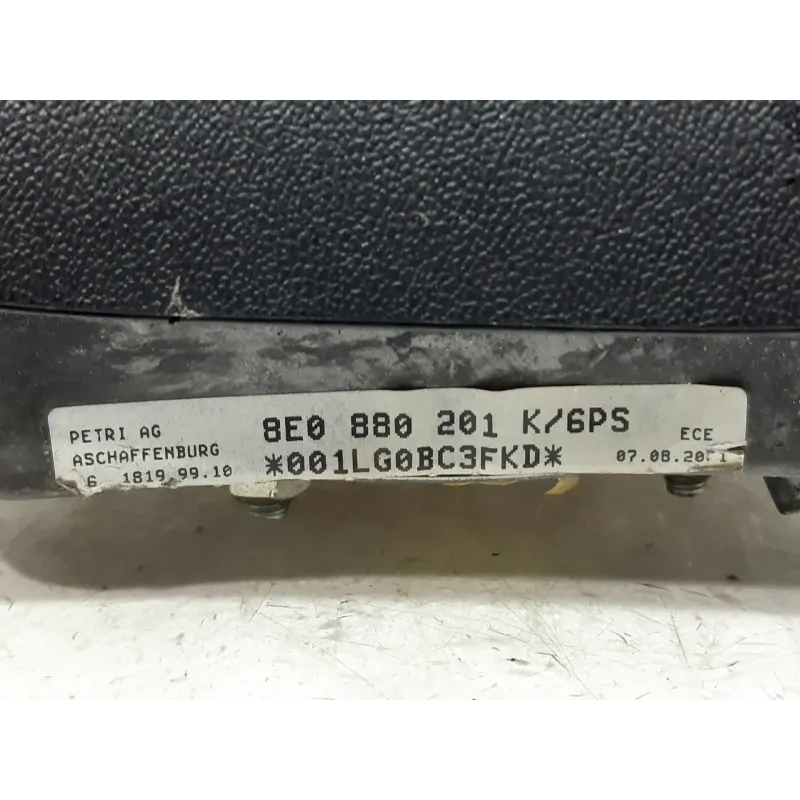 PETRI AG
ASCHAFFENBURG
6 1819 99.10
8E0 880 201 K/6PS
*001LG0BC3FKD*
ECE
07.08.2001